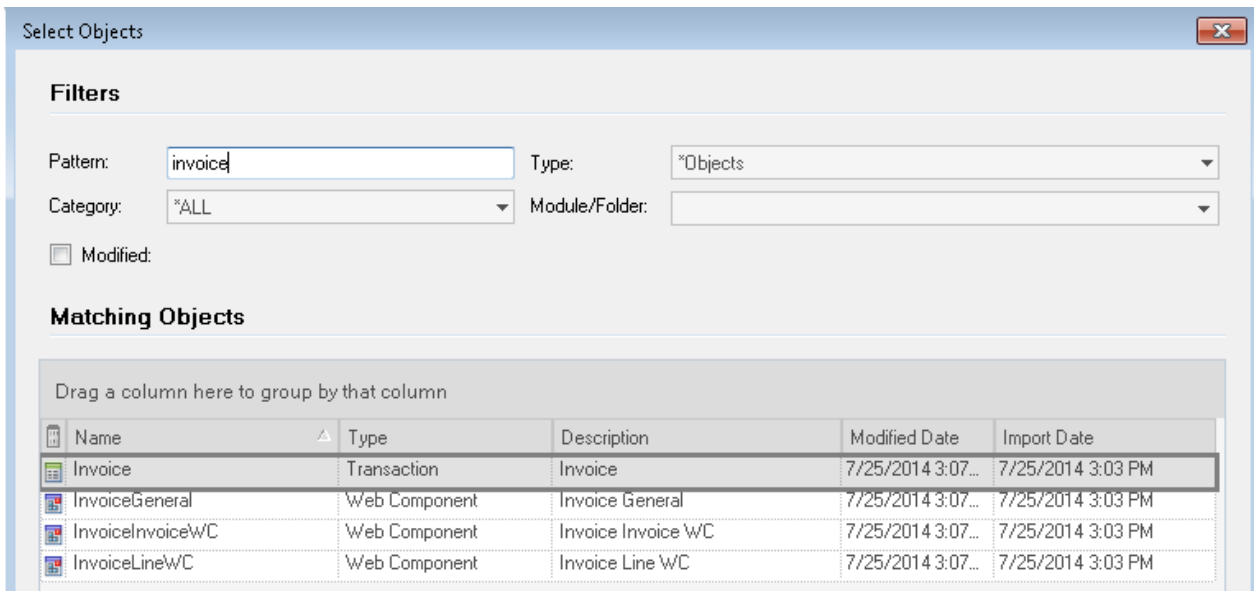 Select Objects
Filters
Pattern: invoice Type: *Objects
Category: *ALL Module/Folder:
Modified:
Matching Objects
Drag a column here to group by that column
Name Type Description Modified Date Import Date
Invoice Transaction Invoice 7/25/2014 3:07... 7/25/2014 3:03 PM
InvoiceGeneral Web Component Invoice General 7/25/2014 3:07... 7/25/2014 3:03 PM
InvoiceInvoiceWC Web Component Invoice Invoice WC 7/25/2014 3:07... 7/25/2014 3:03 PM
InvoiceLineWC Web Component Invoice Line WC 7/25/2014 3:07... 7/25/2014 3:03 PM